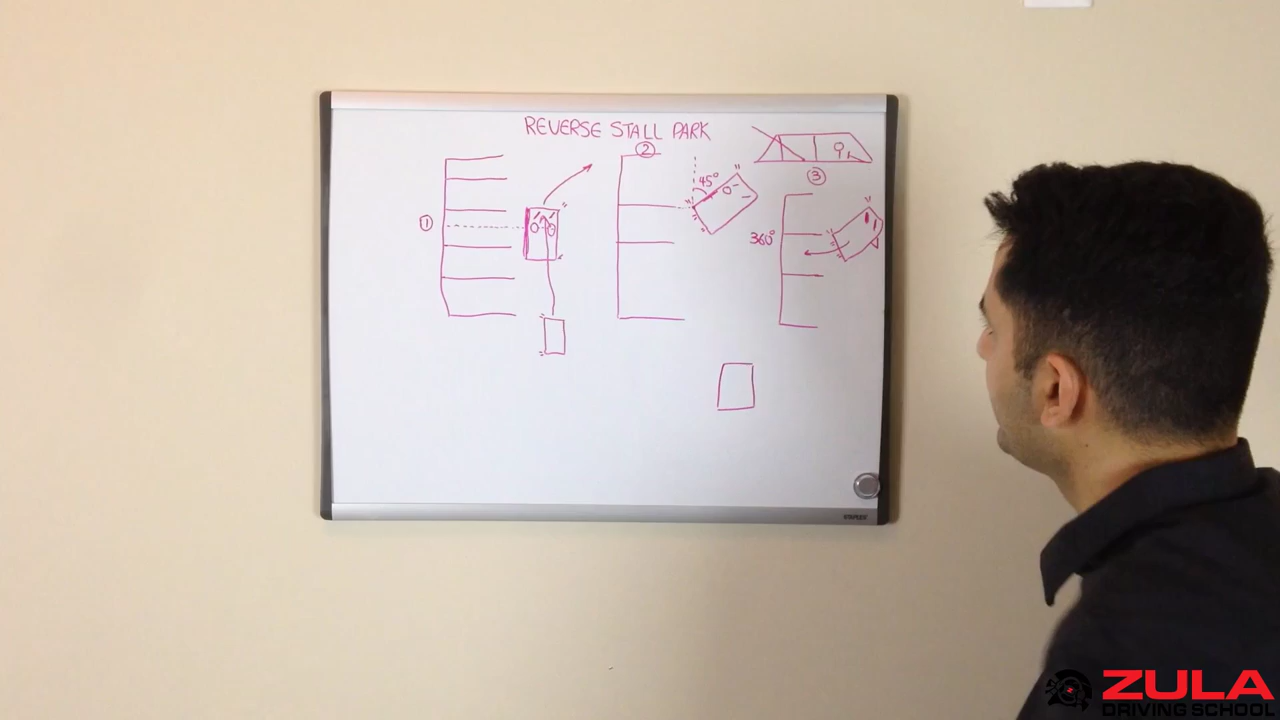 REVERSE STALL PARK
①
②
45°
③
360°
ZULA
DRIVING SCHOOL